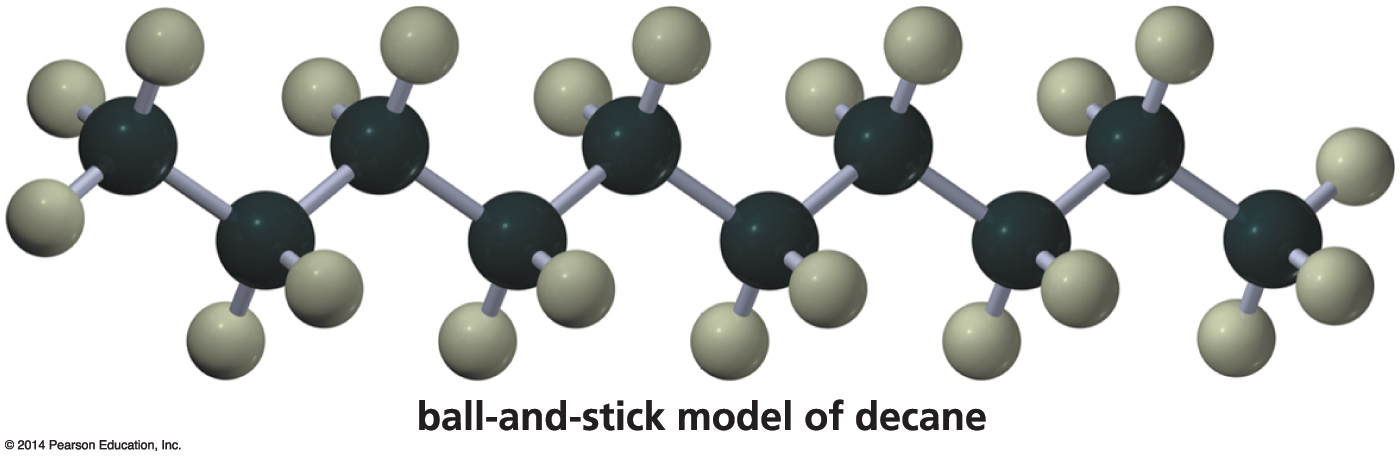 ball-and-stick model of decane
© 2014 Pearson Education, Inc.